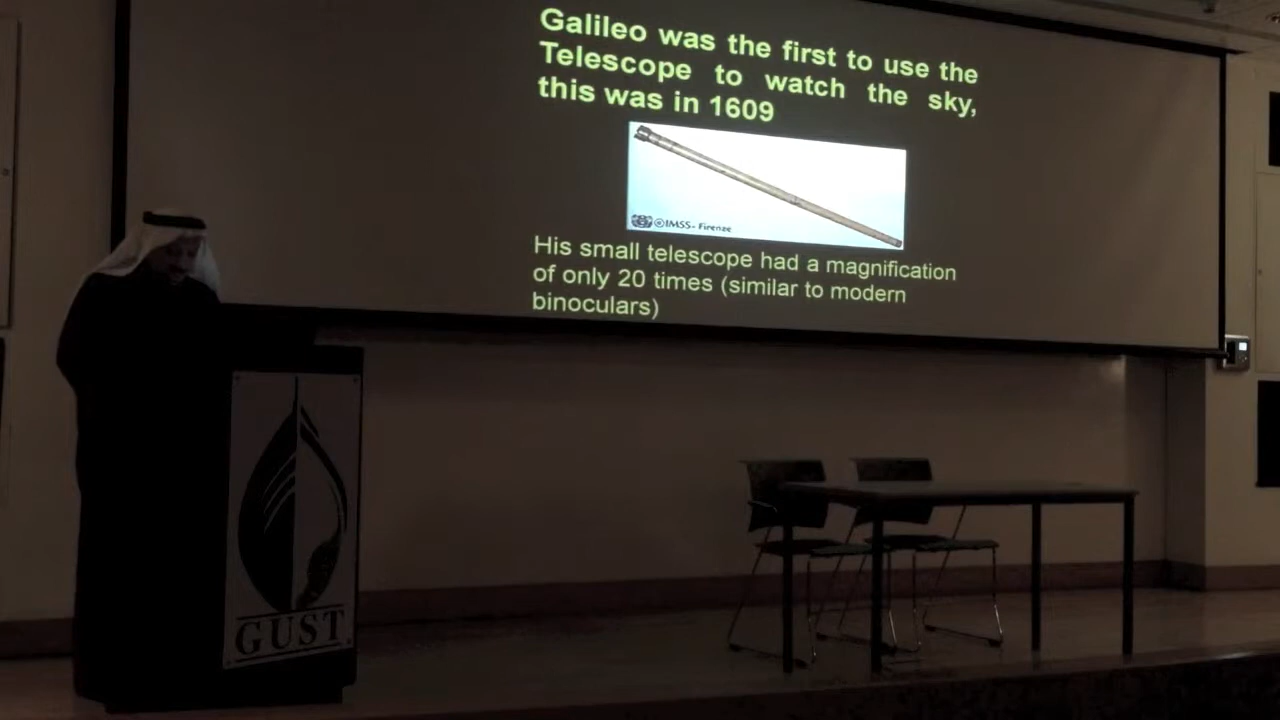 Galileo was the first to use the
Telescope to watch the sky,
this was in 1609
©IMSS - Firenze
His small telescope had a magnification
of only 20 times (similar to modern
binoculars)
GUST